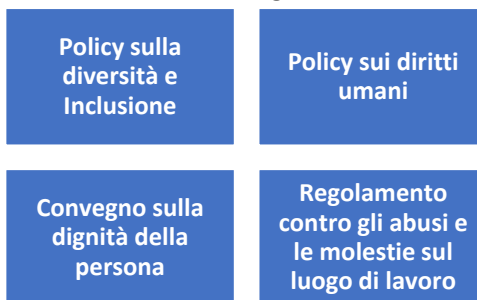 Policy sulla
diversità e
Inclusione
Policy sui diritti
umani
Convegno sulla
dignità della
persona
Regolamento
contro gli abusi e
le molestie sul
luogo di lavoro